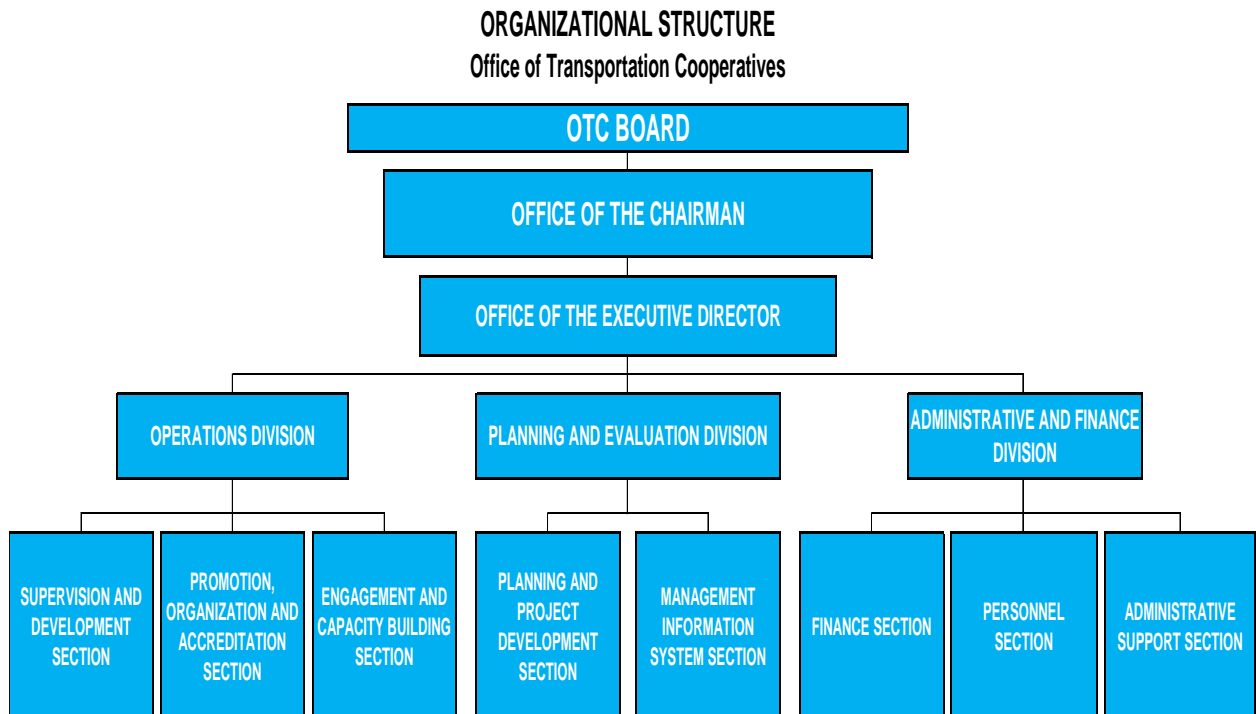 ORGANIZATIONAL STRUCTURE
Office of Transportation Cooperatives
OTC BOARD
OFFICE OF THE CHAIRMAN
OFFICE OF THE EXECUTIVE DIRECTOR
OPERATIONS DIVISION
PLANNING AND EVALUATION DIVISION
ADMINISTRATIVE AND FINANCE
DIVISION
SUPERVISION AND
DEVELOPMENT
SECTION
PROMOTION,
ORGANIZATION AND
ACCREDITATION
SECTION
ENGAGEMENT AND
CAPACITY BUILDING
SECTION
PLANNING AND
PROJECT
DEVELOPMENT
SECTION
MANAGEMENT
INFORMATION
SYSTEM SECTION
FINANCE SECTION
PERSONNEL
SECTION
ADMINISTRATIVE
SUPPORT SECTION